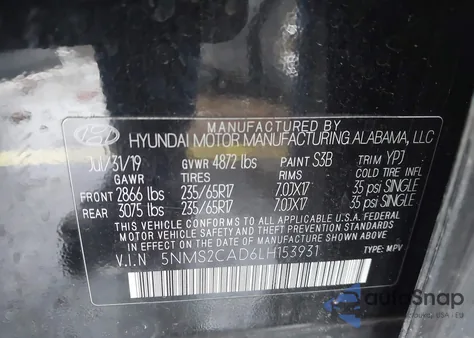 MANUFACTURED BY
HYUNDAI MOTOR MANUFACTURING ALABAMA, LLC
JUL/31/19 GVWR 4872 lbs PAINT S3B TRIM YPJ
GAWR TIRES RIMS COLD TIRE INFL
FRONT 2866 lbs 235/65R17 7.0JX17 35 psi SINGLE
REAR 3075 lbs 235/65R17 7.0JX17 35 psi SINGLE
THIS VEHICLE CONFORMS TO ALL APPLICABLE U.S.A. FEDERAL
MOTOR VEHICLE SAFETY AND THEFT PREVENTION STANDARDS
IN EFFECT ON THE DATE OF MANUFACTURE SHOWN ABOVE.
V.I.N 5NMS2CAD6LH153931 TYPE: MPV
autoSnap